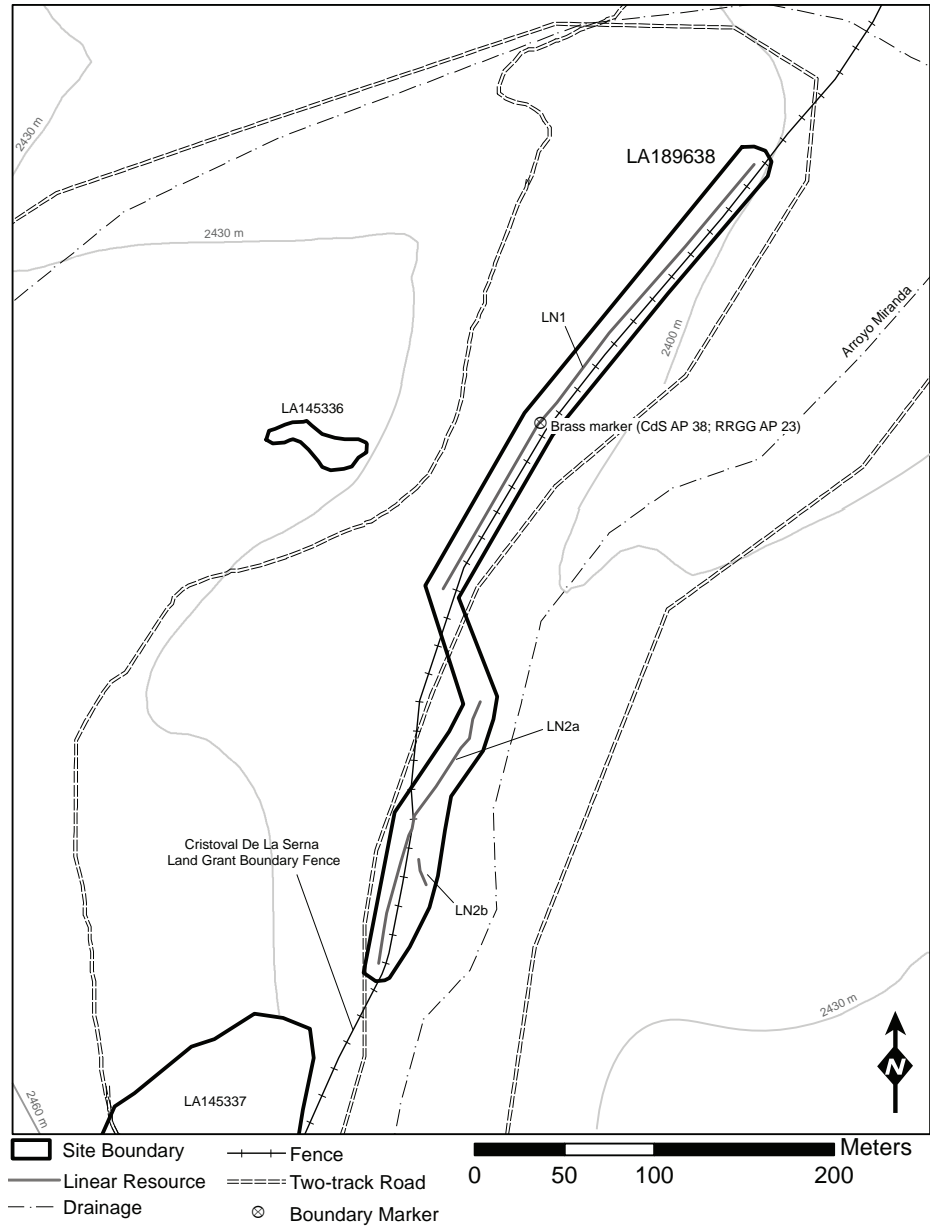 2430 m
LA189638
2430 m
LN1
2400 m
Arroyo Miranda
LA145336
Brass marker (CdS AP 38; RRGG AP 23)
LN2a
Cristoval De La Serna
Land Grant Boundary Fence
LN2b
2430 m
LA145337
2460 m
N
Site Boundary
Linear Resource
Drainage
Fence
Two-track Road
Boundary Marker
Meters
0 50 100 200